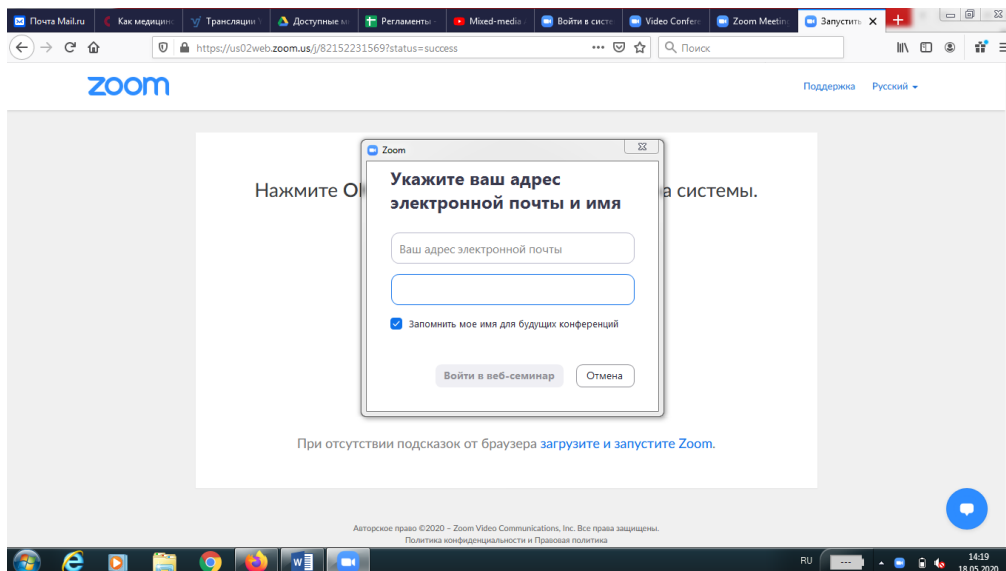 Почта Mail.ru
Как медицинс
Трансляции
Доступные м
Регламенты -
Mixed-media
Войти в систе
Video Confere
Zoom Meeting
Запустить
https://us02web.zoom.us/j/82152231569?status=success
Поиск
zoom
Поддержка
Русский
Zoom
Укажите ваш адрес
электронной почты и имя
Нажмите
а системы.
Ваш адрес электронной почты
Запомнить мое имя для будущих конференций
Войти в веб-семинар
Отмена
При отсутствии подсказок от браузера загрузите и запустите Zoom.
Авторское право ©2020 – Zoom Video Communications, Inc. Все права защищены.
Политика конфиденциальности и Правовая политика
RU
14:19
18.05.2020